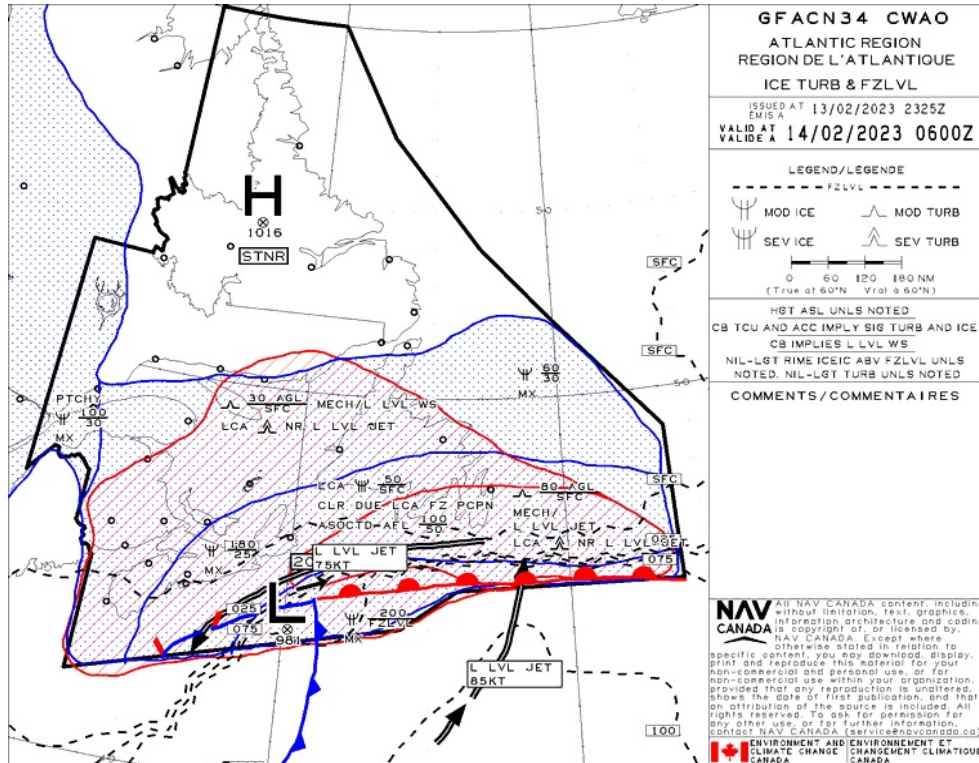 GFACN34 CWAO
ATLANTIC REGION
REGION DE L'ATLANTIQUE
ICE TURB & FZLVL
ISSUED AT
EMIS A
13/02/2023 2325Z
VALID AT
VALIDE A
14/02/2023 0600Z
LEGEND/LÉGENDE
FZLVL
MOD ICE
MOD TURB
SEV ICE
SEV TURB
0 60 120 180 NM
(True at 60°N Vrai à 60°N)
HGT ASL UNLS NOTED
CB TCU AND ACC IMPLY SIG TURB AND ICE
CB IMPLIES L LVL WS
NIL-LGT RIME ICEIC ABV FZLVL UNLS
NOTED. NIL-LGT TURB UNLS NOTED
COMMENTS/COMMENTAIRES
H
1016
STNR
50
SFC
SFC
50
60
30
MX
PTCHY
100
30
MX
30 AGL
SFC
MECH/L LVL WS
LCA
NR L LVL JET
LCA
50
SFC
CLR DUE LCA FZ PCPN
ASOCTD AFL
100
50
80 AGL
SFC
MECH/
L LVL JET
LCA
NR L LVL JET
SFC
075
180
25
MX
L LVL JET
75KT
20
025
075
L
981
200
FZLVL
MX
L LVL JET
85KT
100
NAV
CANADA
All NAV CANADA content, including
without limitation, text, graphics,
information architecture and coding
is copyright of, or licensed by,
NAV CANADA. Except where
otherwise stated in relation to
specific content, you may download, display,
print and reproduce this material for your
non-commercial and personal use, or for
non-commercial use within your organization,
provided that any reproduction is unaltered,
shows the date of first publication, and that
an attribution of the source is included. All
rights reserved. To ask for permission for
any other use, or for further information,
contact NAV CANADA (service@navcanada.ca)
ENVIRONMENT AND
CLIMATE CHANGE
CANADA
ENVIRONNEMENT ET
CHANGEMENT CLIMATIQUE
CANADA